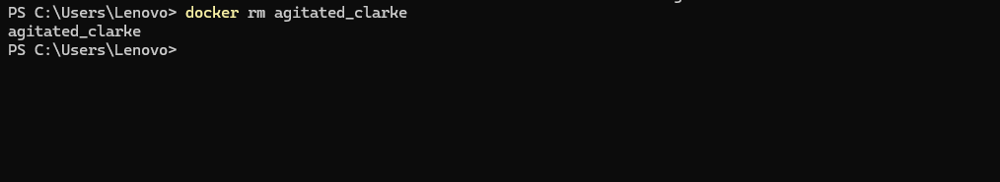 PS C:\Users\Lenovo> docker rm agitated_clarke
agitated_clarke
PS C:\Users\Lenovo>